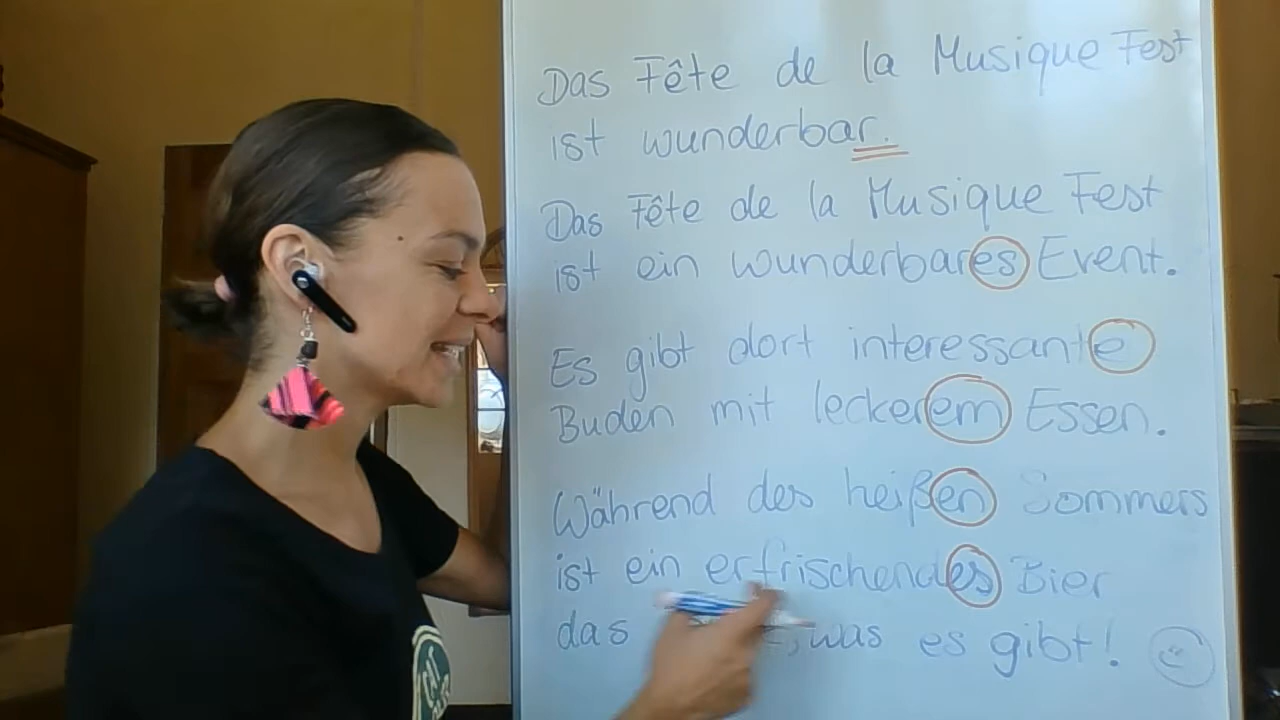 Das Fête de la Musique Fest
ist wunderbar.
Das Fête de la Musique Fest
ist ein wunderbares Event.
Es gibt dort interessante
Buden mit leckerem Essen.
Während des heißen Sommers
ist ein erfrischendes Bier
das , was es gibt!